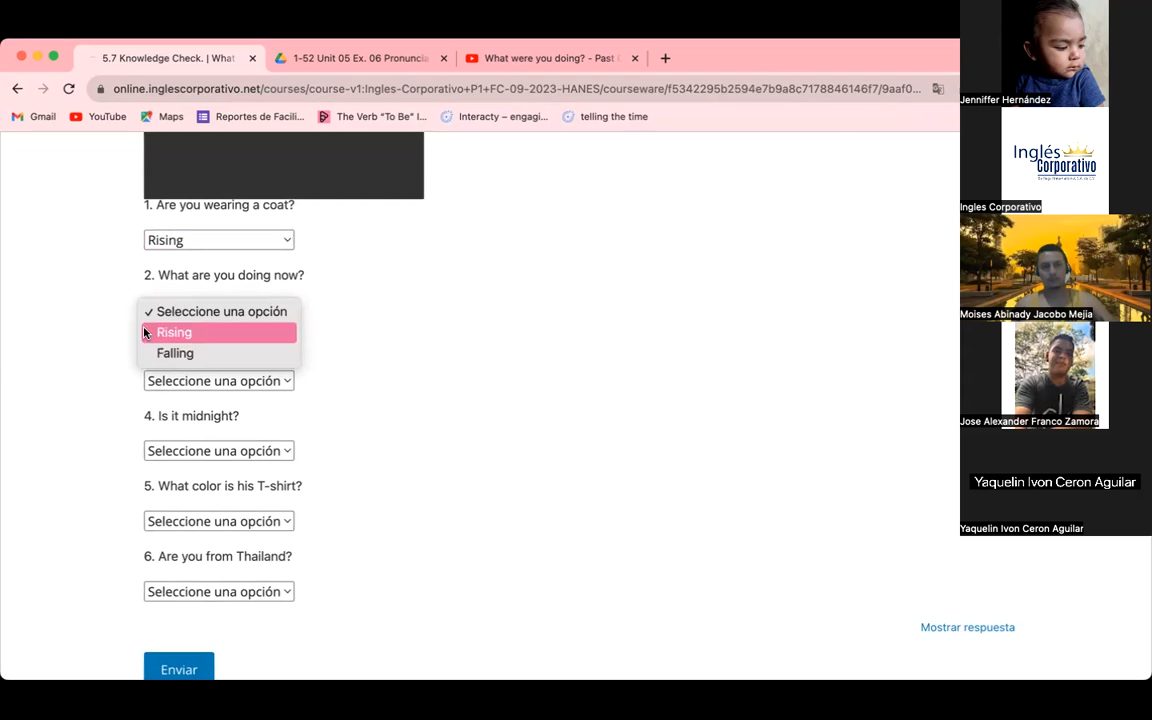 5.7 Knowledge Check. | What
1-52 Unit 05 Ex. 06 Pronuncia
What were you doing? - Past C
online.inglescorporativo.net/courses/course-v1:Ingles-Corporativo+P1+FC-09-2023-HANES/courseware/f5342295b2594e7b9a8c7178846146f7/9aaf0...
Gmail
YouTube
Maps
Reportes de Facili...
The Verb “To Be” I...
Interacty – engagi...
telling the time
1. Are you wearing a coat?
Rising
2. What are you doing now?
✓ Seleccione una opción
Rising
Falling
Seleccione una opción
4. Is it midnight?
Seleccione una opción
5. What color is his T-shirt?
Seleccione una opción
6. Are you from Thailand?
Seleccione una opción
Mostrar respuesta
Enviar
Jenniffer Hernández
Inglés
Corporativo
Ingles Corporativo
Moises Abinady Jacobo Mejia
Jose Alexander Franco Zamora
Yaquelin Ivon Ceron Aguilar
Yaquelin Ivon Ceron Aguilar